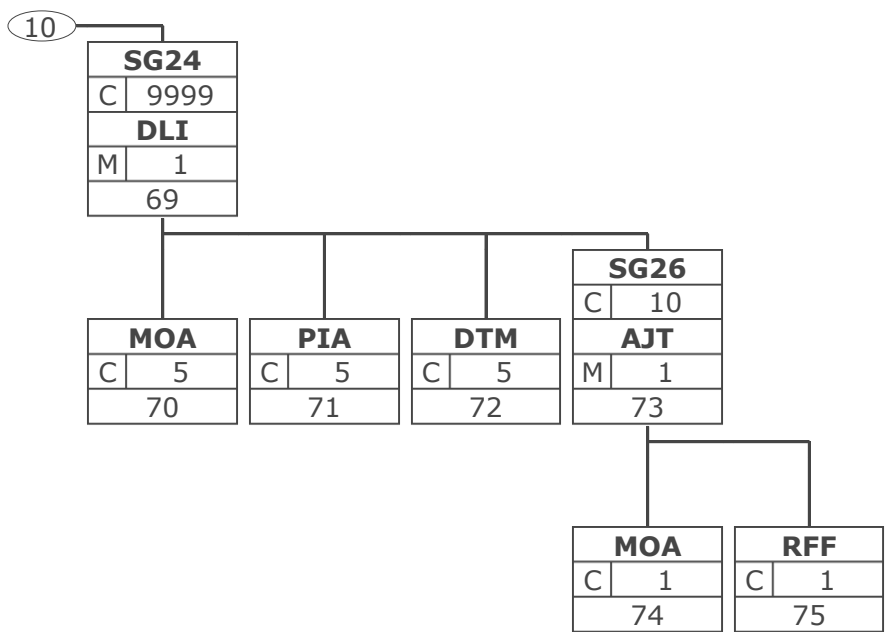 10
SG24
C 9999
DLI
M 1
69
SG26
C 10
MOA PIA DTM AJT
C 5 C 5 C 5 M 1
70 71 72 73
MOA RFF
C 1 C 1
74 75